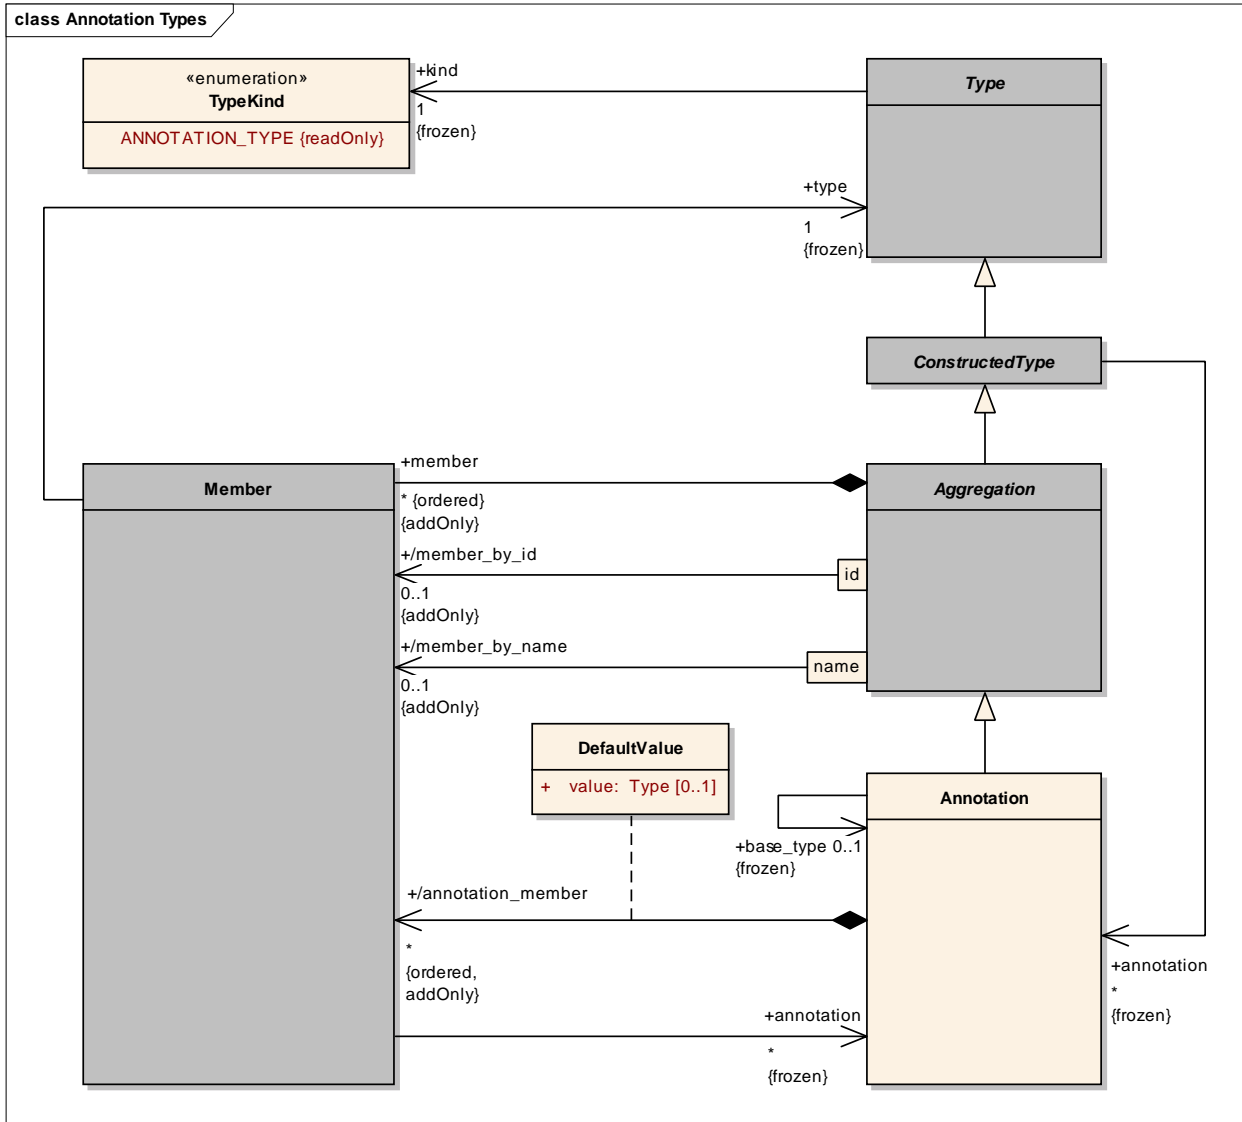 class Annotation Types
«enumeration»
TypeKind
ANNOTATION_TYPE {readOnly}
+kind
1
{frozen}
Type
+type
1
{frozen}
ConstructedType
Member
+member
* {ordered}
{addOnly}
Aggregation
+/member_by_id
0..1
{addOnly}
id
+/member_by_name
0..1
{addOnly}
name
DefaultValue
+ value: Type [0..1]
Annotation
+base_type 0..1
{frozen}
+/annotation_member
*
{ordered,
addOnly}
+annotation
*
{frozen}
+annotation
*
{frozen}